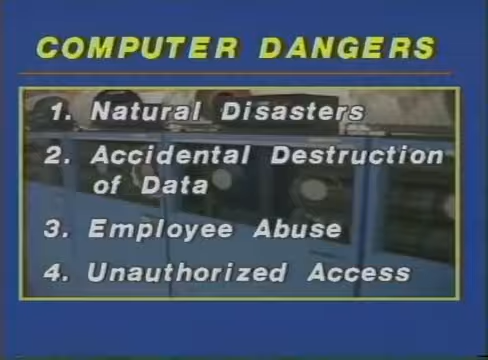 COMPUTER DANGERS
1. Natural Disasters
2. Accidental Destruction
of Data
3. Employee Abuse
4. Unauthorized Access